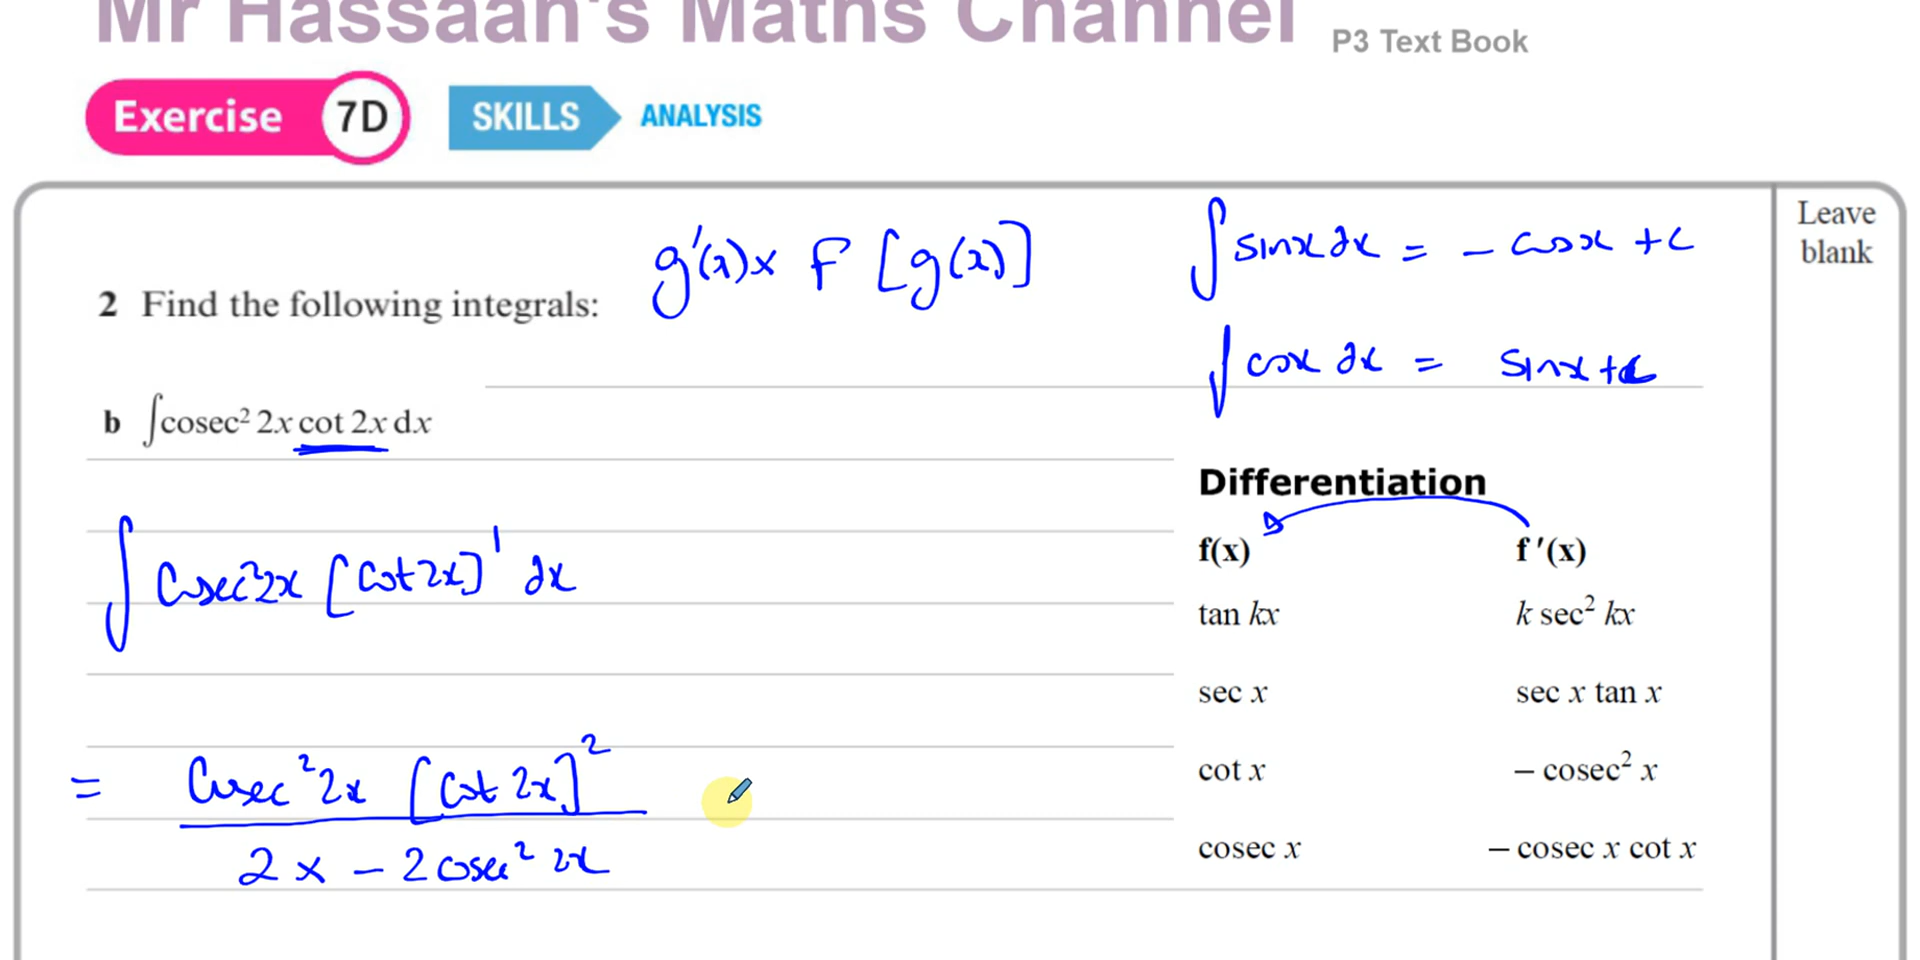 Mr Hassaan's Maths Channel P3 Text Book
Exercise 7D SKILLS ANALYSIS
Leave
blank
g'(x) x F [g(x)]
∫ sinx dx = - cosx + c
2 Find the following integrals:
∫ cosx dx = sinx + c
b ∫cosec² 2x cot 2x dx
Differentiation
f(x) f '(x)
∫ Cosec²2x [Cot2x]¹ dx
tan kx k sec² kx
sec x sec x tan x
= Cosec²2x [Cot 2x]²
cot x – cosec² x
2 x - 2cosec² 2x
cosec x – cosec x cot x